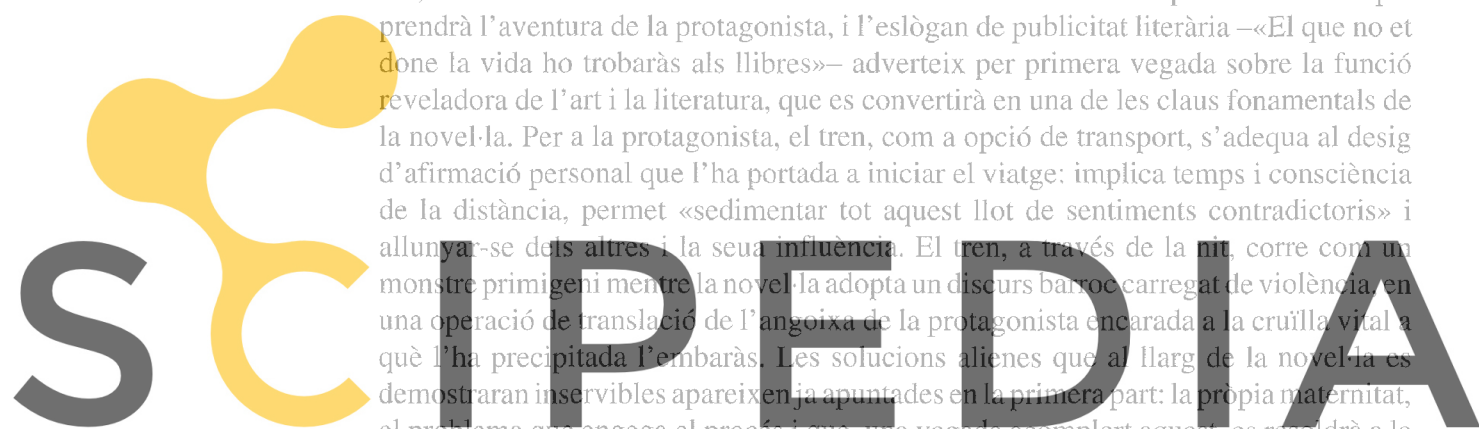 prendrà l’aventura de la protagonista, i l’eslògan de publicitat literària –«El que no et
done la vida ho trobaràs als llibres»– adverteix per primera vegada sobre la funció
reveladora de l’art i la literatura, que es convertirà en una de les claus fonamentals de
la novel·la. Per a la protagonista, el tren, com a opció de transport, s’adequa al desig
d’afirmació personal que l’ha portada a iniciar el viatge: implica temps i consciència
de la distància, permet «sedimentar tot aquest llot de sentiments contradictoris» i
allunyar-se dels altres i la seua influència. El tren, a través de la nit, corre com un
monstre primigeni mentre la novel·la adopta un discurs barroc carregat de violència, en
una operació de translació de l’angoixa de la protagonista encarada a la cruïlla vital a
què l’ha precipitada l’embaràs. Les solucions alienes que al llarg de la novel·la es
demostraran inservibles apareixen ja apuntades en la primera part: la pròpia maternitat,
SCIPEDIA